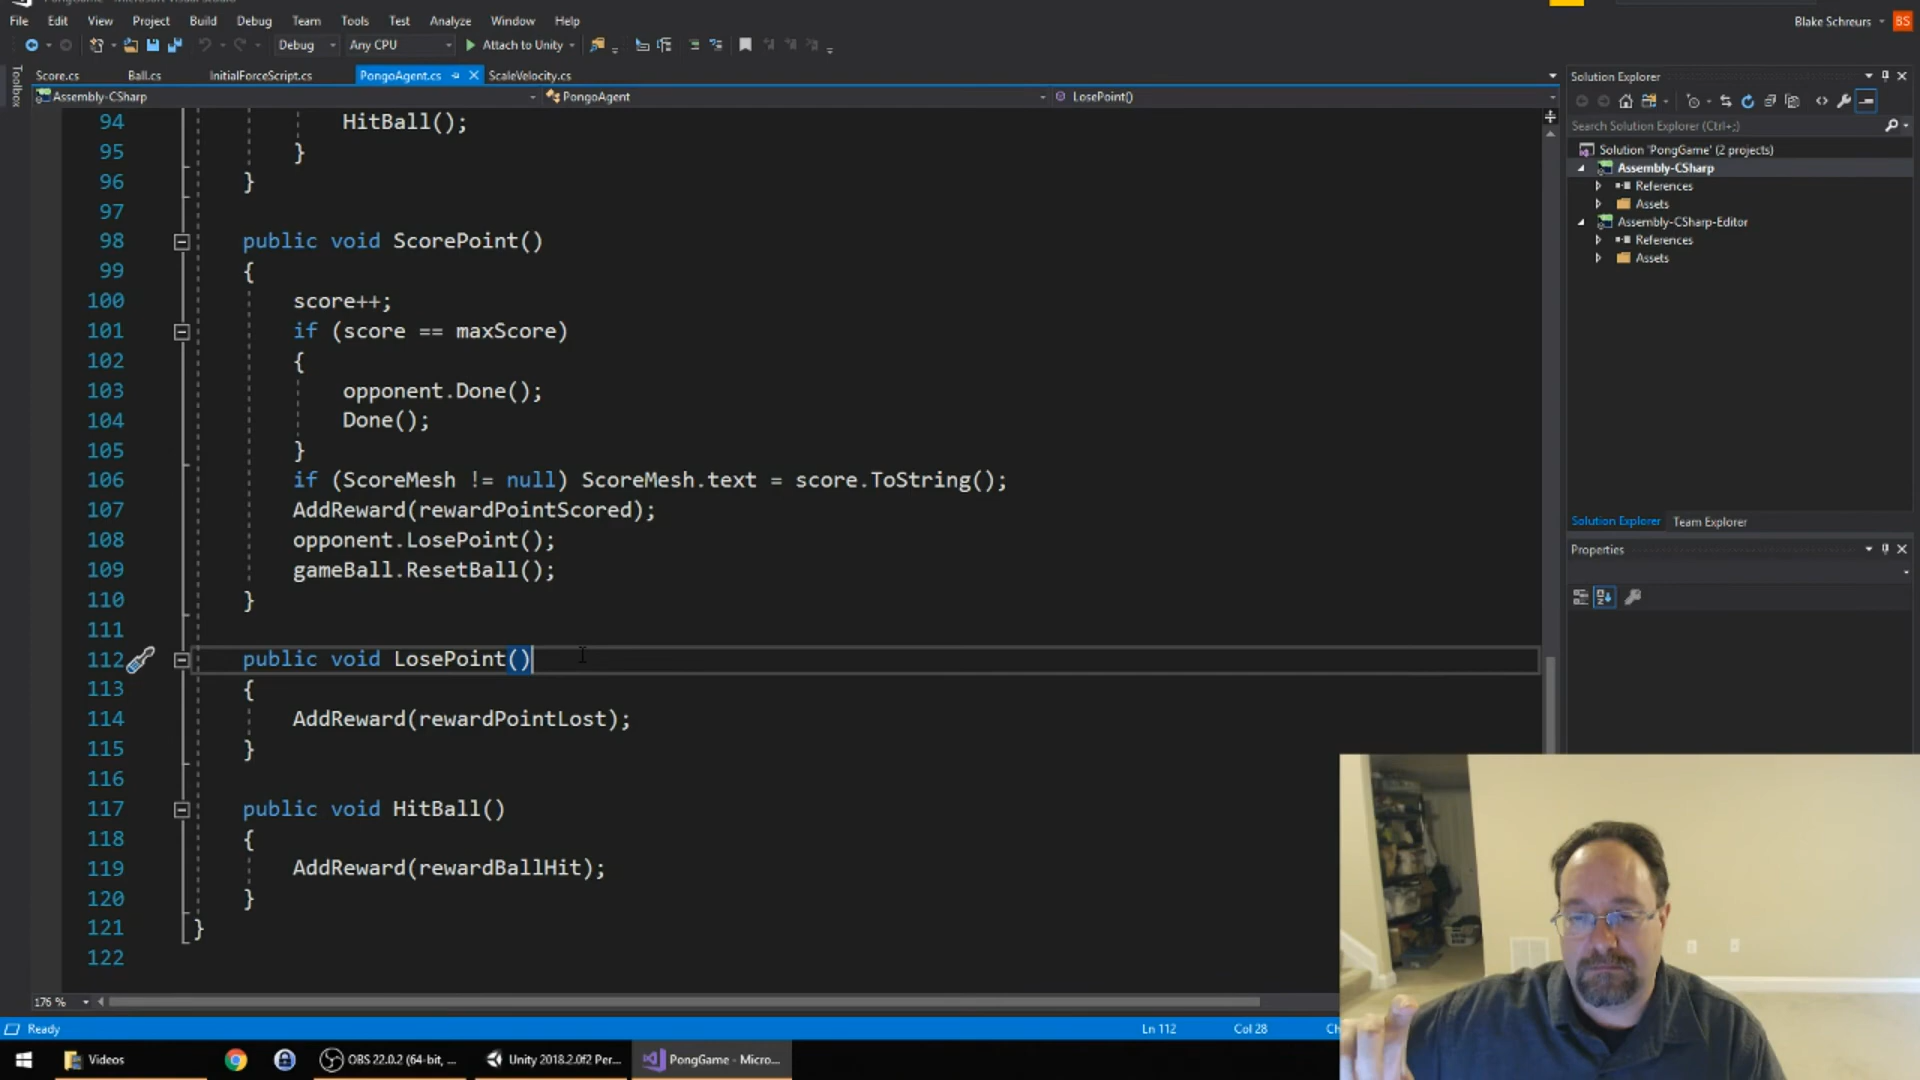 File Edit View Project Build Debug Team Tools Test Analyze Window Help
Blake Schreurs BS
Debug Any CPU Attach to Unity
Toolbox
Score.cs Ball.cs InitialForceScript.cs PongoAgent.cs ScaleVelocity.cs
Assembly-CSharp PongoAgent LosePoint()
94 HitBall();
95 }
96 }
97
98 public void ScorePoint()
99 {
100 score++;
101 if (score == maxScore)
102 {
103 opponent.Done();
104 Done();
105 }
106 if (ScoreMesh != null) ScoreMesh.text = score.ToString();
107 AddReward(rewardPointScored);
108 opponent.LosePoint();
109 gameBall.ResetBall();
110 }
111
112 public void LosePoint()
113 {
114 AddReward(rewardPointLost);
115 }
116
117 public void HitBall()
118 {
119 AddReward(rewardBallHit);
120 }
121 }
122
176 %
Solution Explorer
Search Solution Explorer (Ctrl+;)
Solution 'PongGame' (2 projects)
Assembly-CSharp
References
Assets
Assembly-CSharp-Editor
References
Assets
Solution Explorer Team Explorer
Properties
Ready Ln 112 Col 28 Ch
Videos OBS 22.0.2 (64-bit, ... Unity 2018.2.0f2 Per... PongGame - Micro...